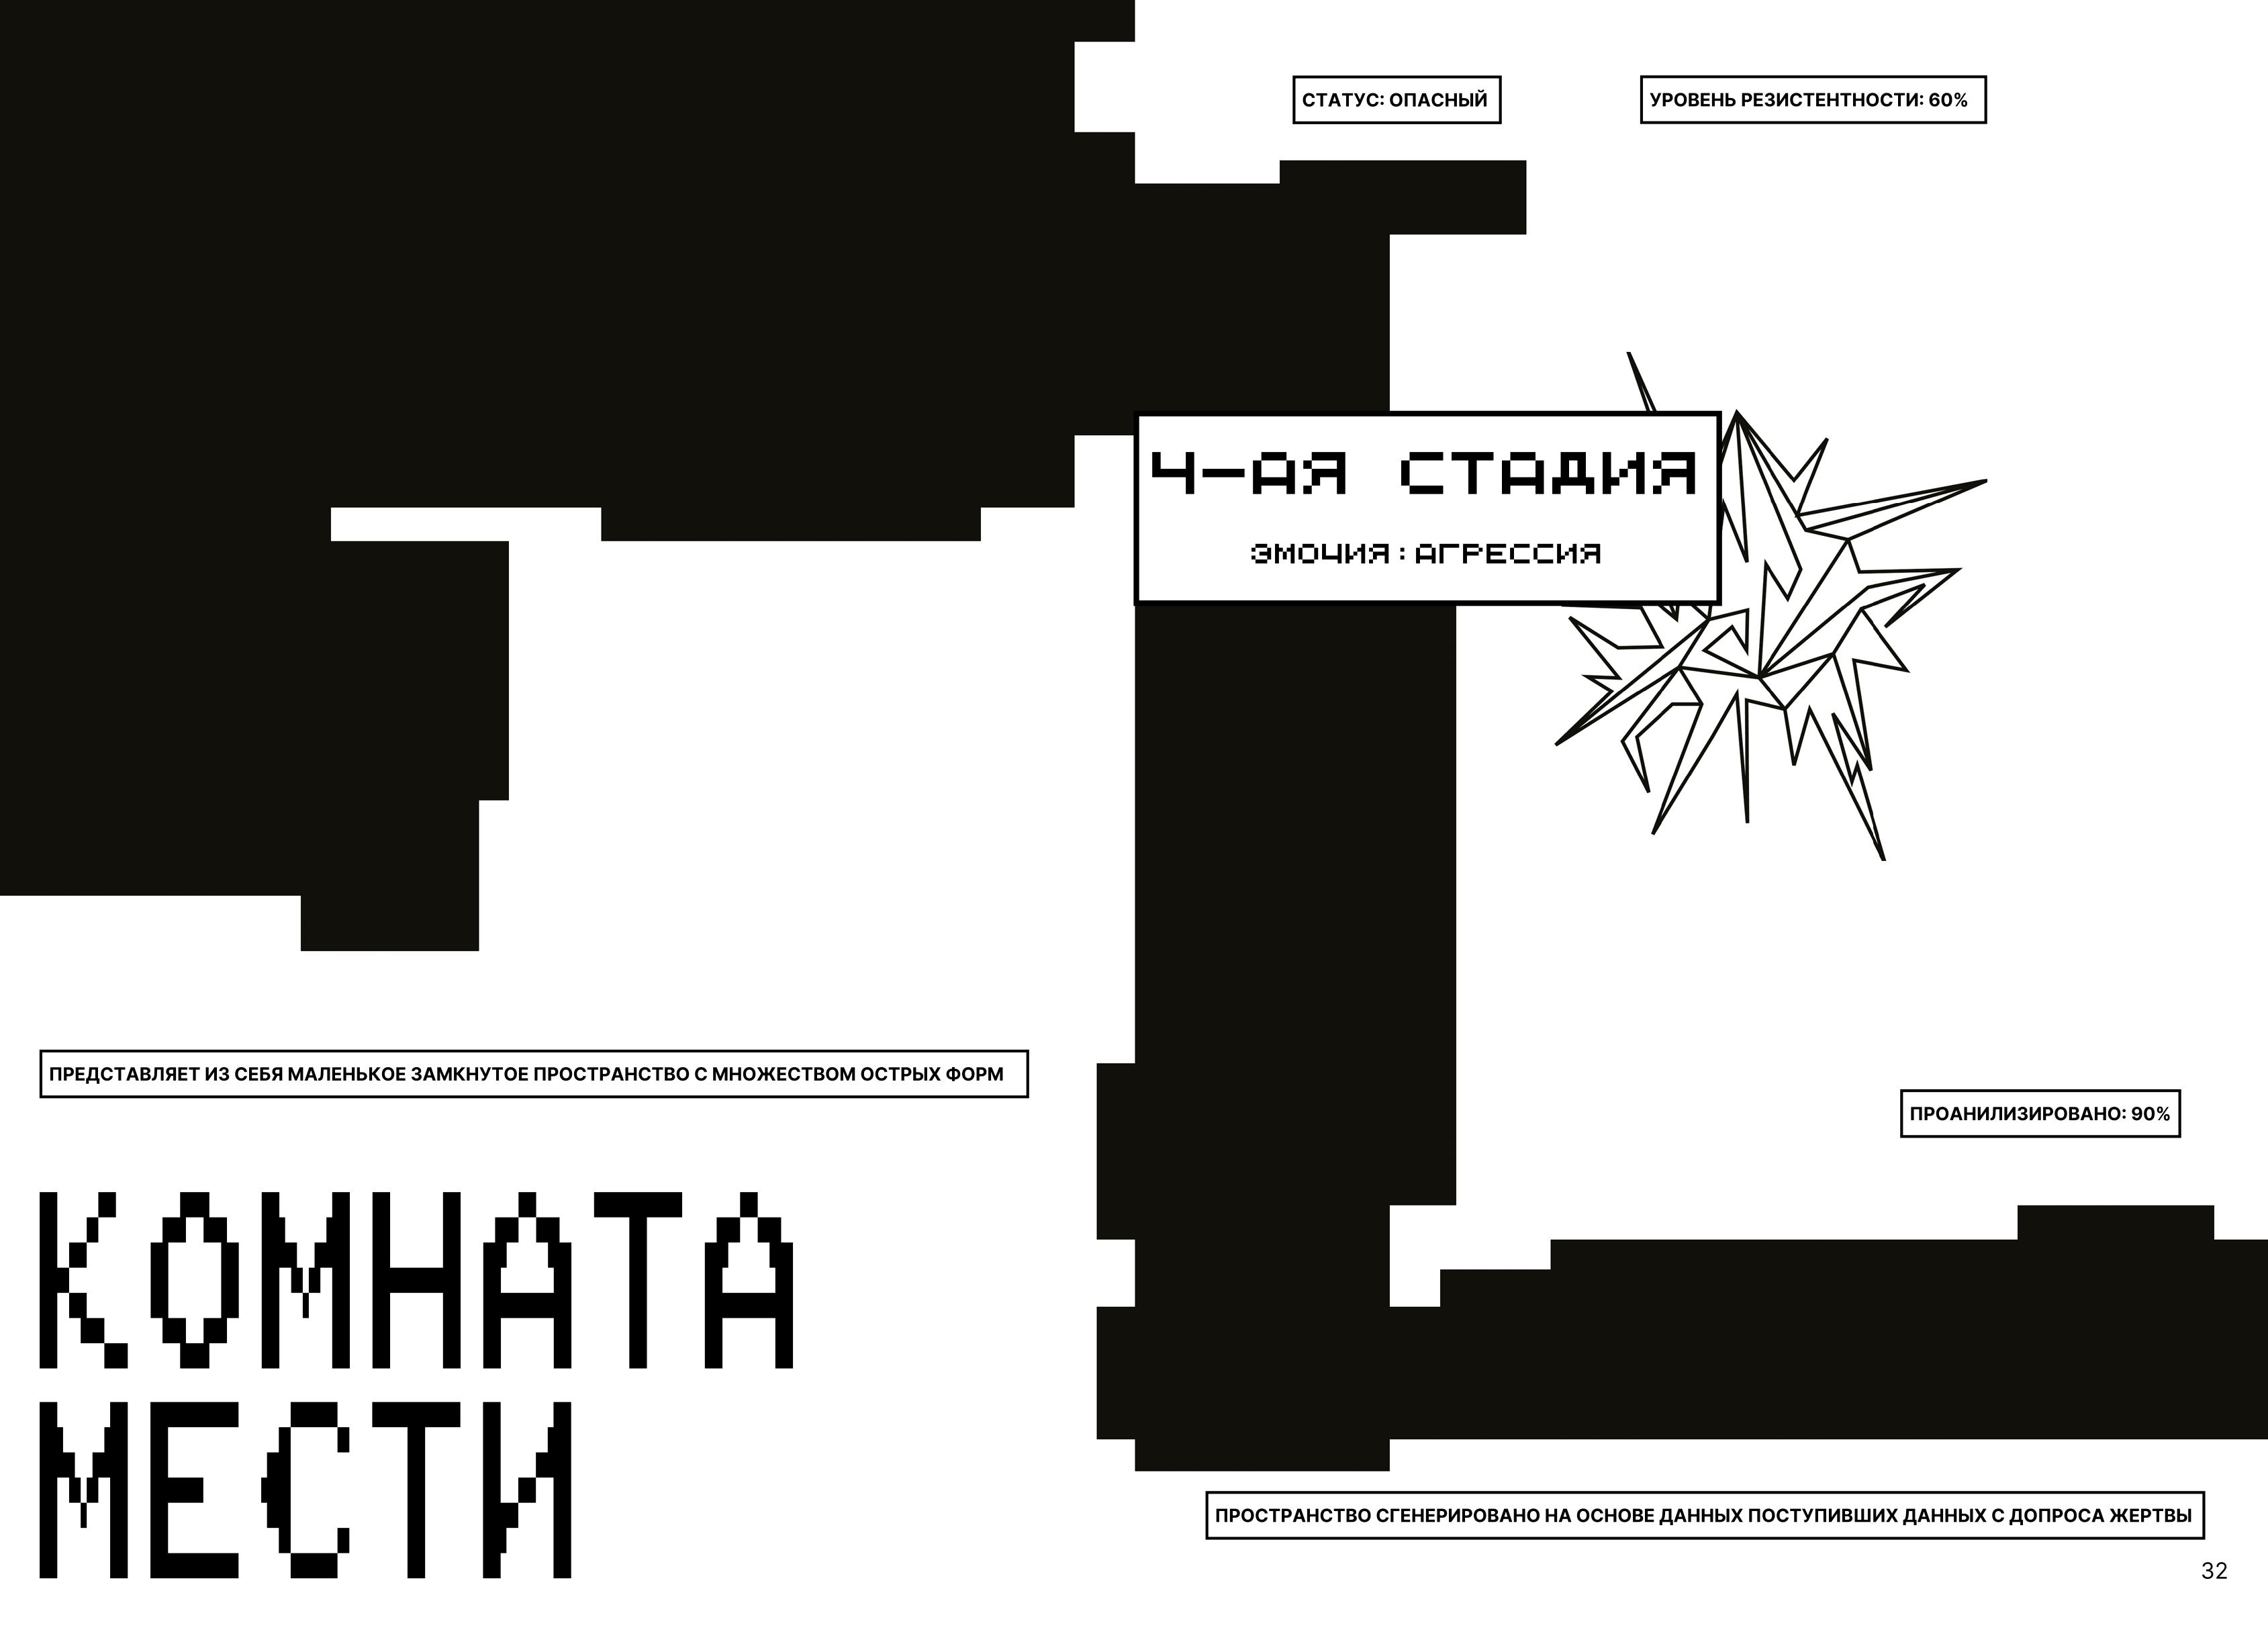 СТАТУС: ОПАСНЫЙ
УРОВЕНЬ РЕЗИСТЕНТНОСТИ: 60%
4-АЯ СТАДИЯ
ЭМОЦИЯ:АГРЕССИЯ
ПРЕДСТАВЛЯЕТ ИЗ СЕБЯ МАЛЕНЬКОЕ ЗАМКНУТОЕ ПРОСТРАНСТВО С МНОЖЕСТВОМ ОСТРЫХ ФОРМ
ПРОАНИЛИЗИРОВАНО: 90%
КОМНАТА
МЕСТИ
ПРОСТРАНСТВО СГЕНЕРИРОВАНО НА ОСНОВЕ ДАННЫХ ПОСТУПИВШИХ ДАННЫХ С ДОПРОСА ЖЕРТВЫ
32